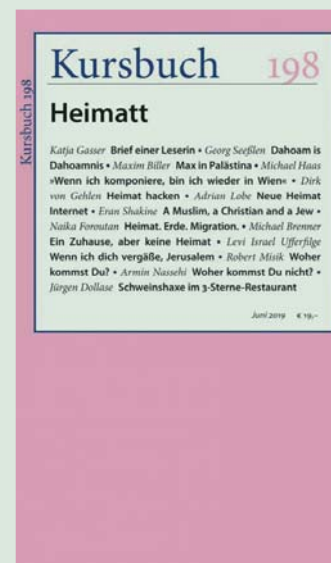 Kursbuch 198
Kursbuch 198
Heimatt
Katja Gasser Brief einer Leserin • Georg Seeßlen Dahoam is
Dahoamnis • Maxim Biller Max in Palästina • Michael Haas
»Wenn ich komponiere, bin ich wieder in Wien« • Dirk
von Gehlen Heimat hacken • Adrian Lobe Neue Heimat
Internet • Eran Shakine A Muslim, a Christian and a Jew •
Naika Foroutan Heimat. Erde. Migration. • Michael Brenner
Ein Zuhause, aber keine Heimat • Levi Israel Ufferfilge
Wenn ich dich vergäße, Jerusalem • Robert Misik Woher
kommst Du? • Armin Nassehi Woher kommst Du nicht? •
Jürgen Dollase Schweinshaxe im 3-Sterne-Restaurant
Juni 2019 € 19,–